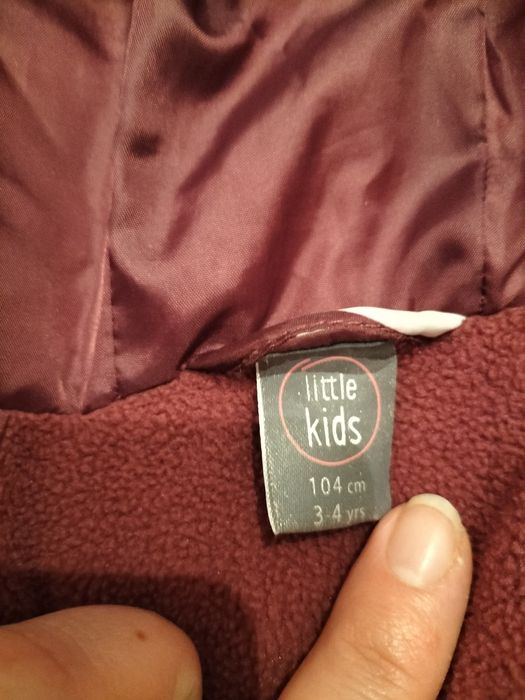 little
kids
104 cm
3-4 yrs